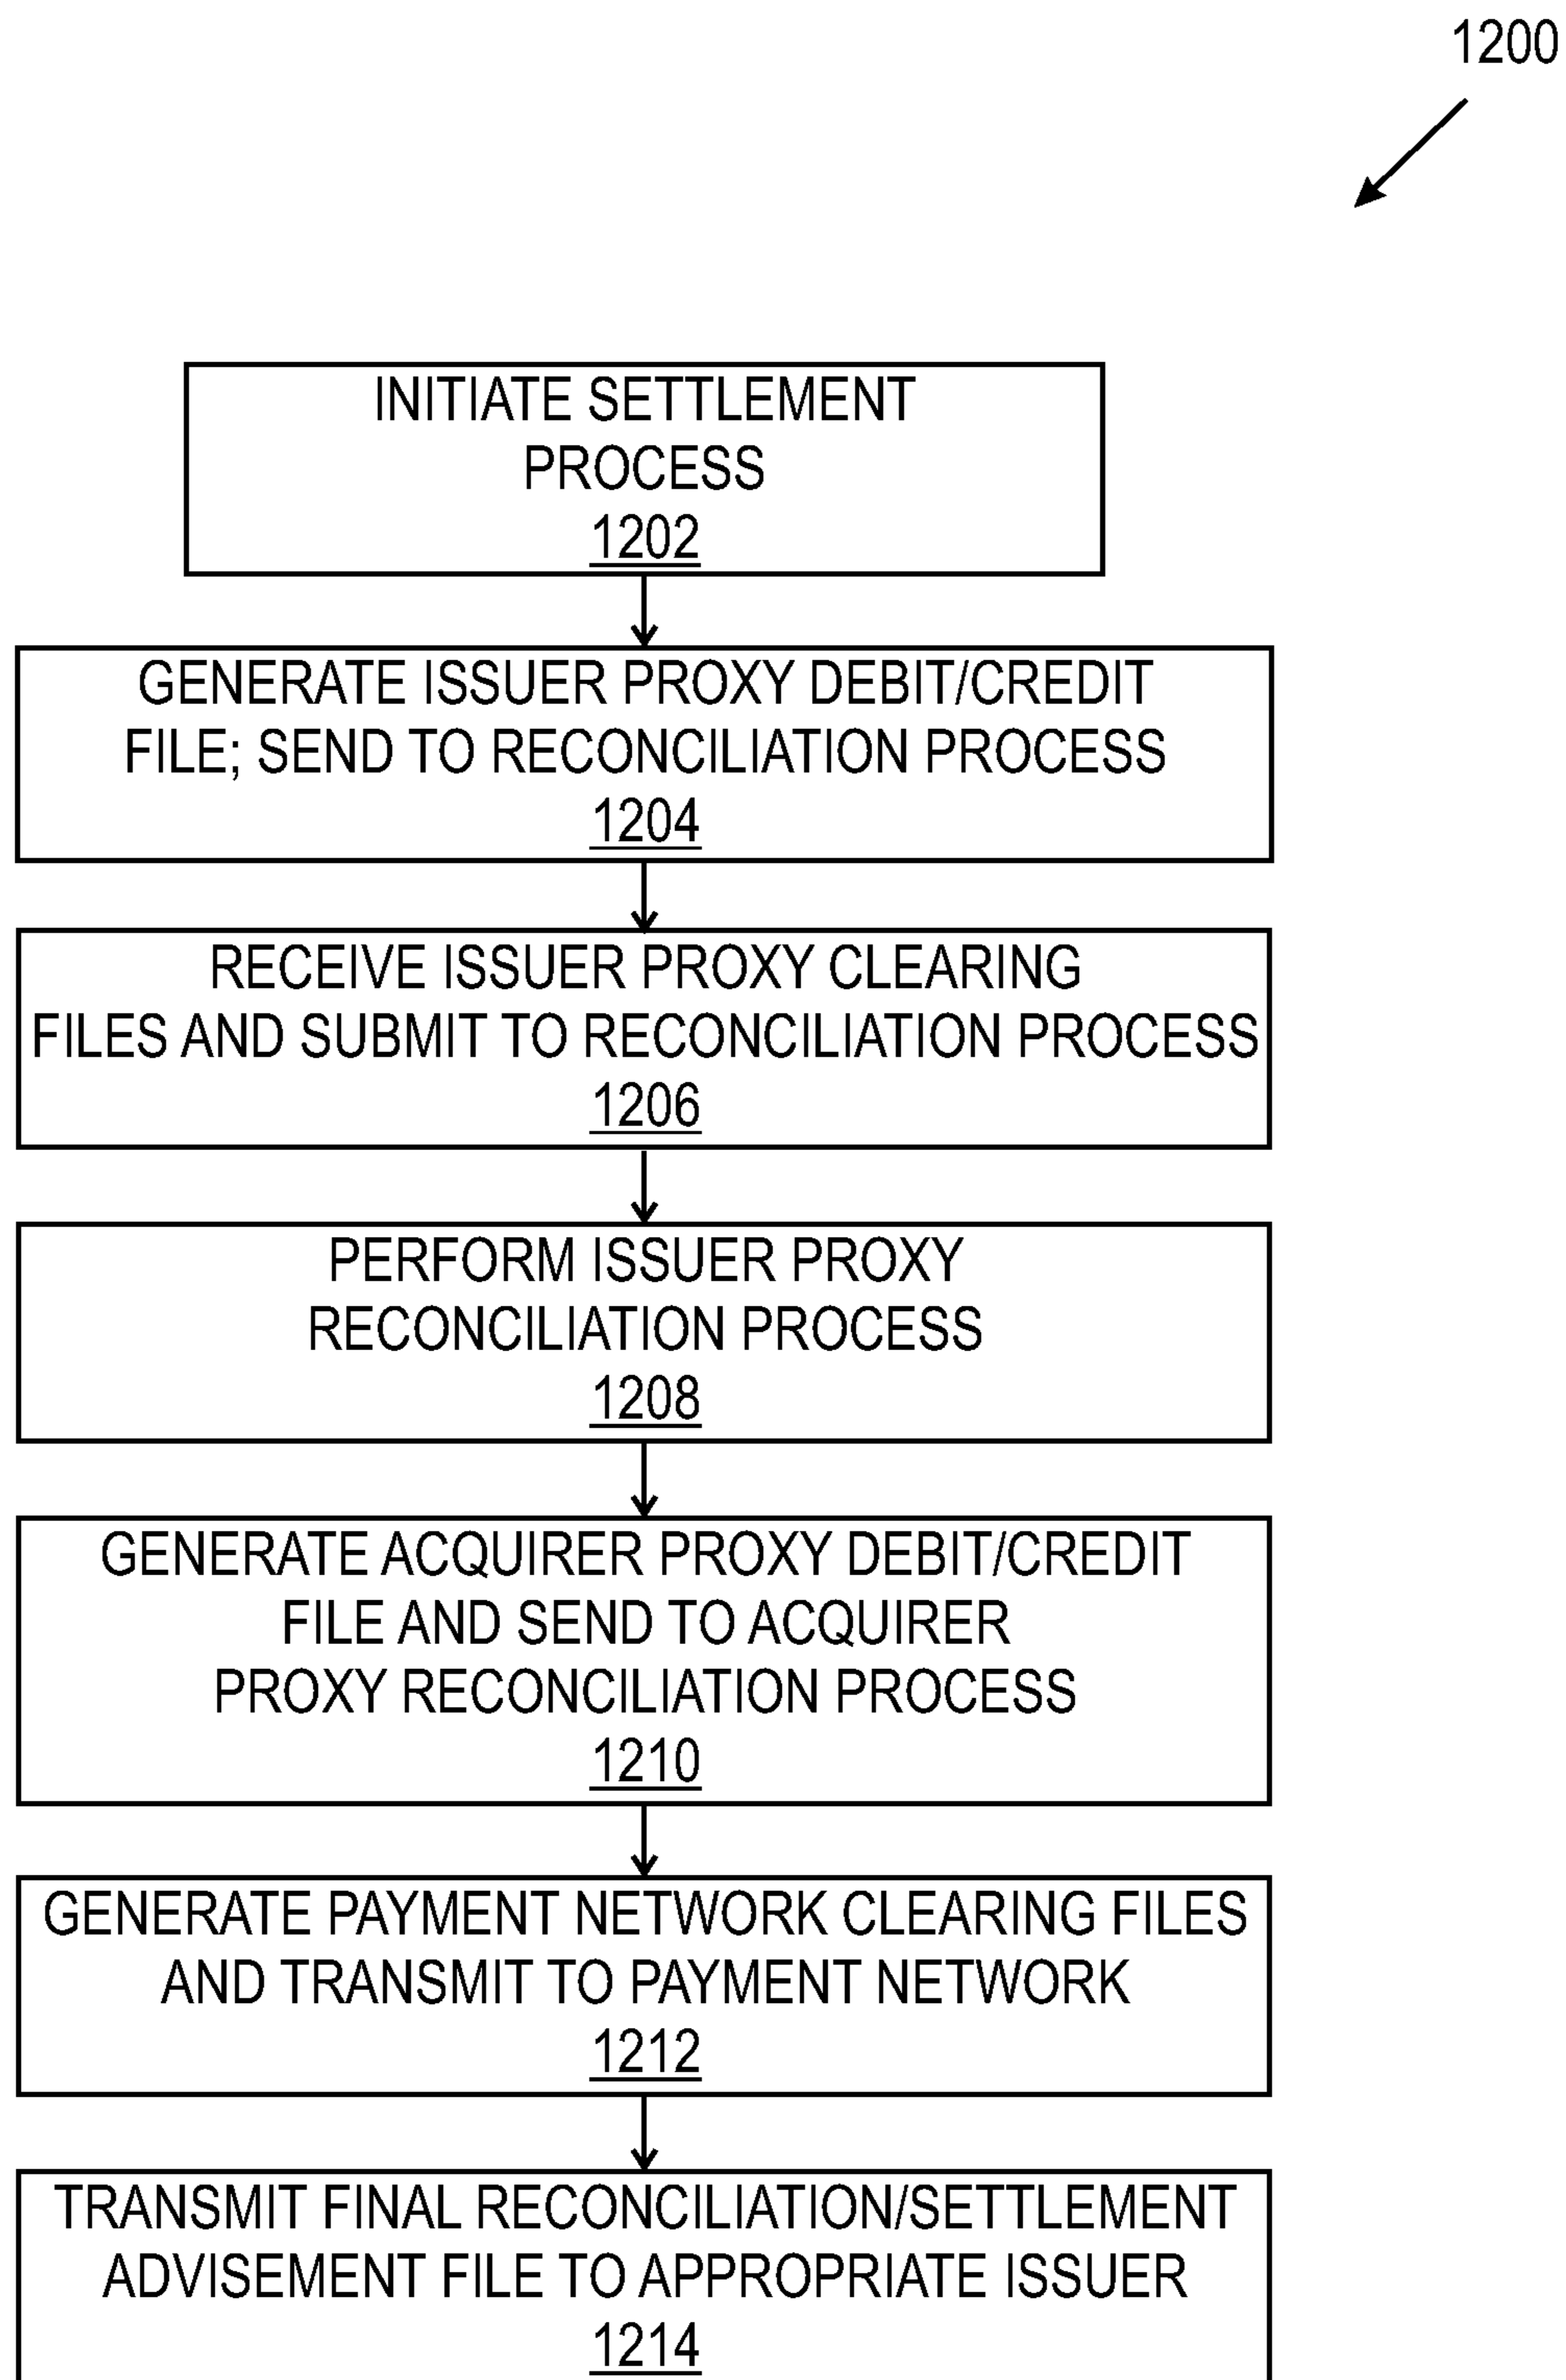 1200
INITIATE SETTLEMENT
PROCESS
1202
GENERATE ISSUER PROXY DEBIT/CREDIT
FILE; SEND TO RECONCILIATION PROCESS
1204
RECEIVE ISSUER PROXY CLEARING
FILES AND SUBMIT TO RECONCILIATION PROCESS
1206
PERFORM ISSUER PROXY
RECONCILIATION PROCESS
1208
GENERATE ACQUIRER PROXY DEBIT/CREDIT
FILE AND SEND TO ACQUIRER
PROXY RECONCILIATION PROCESS
1210
GENERATE PAYMENT NETWORK CLEARING FILES
AND TRANSMIT TO PAYMENT NETWORK
1212
TRANSMIT FINAL RECONCILIATION/SETTLEMENT
ADVISEMENT FILE TO APPROPRIATE ISSUER
1214